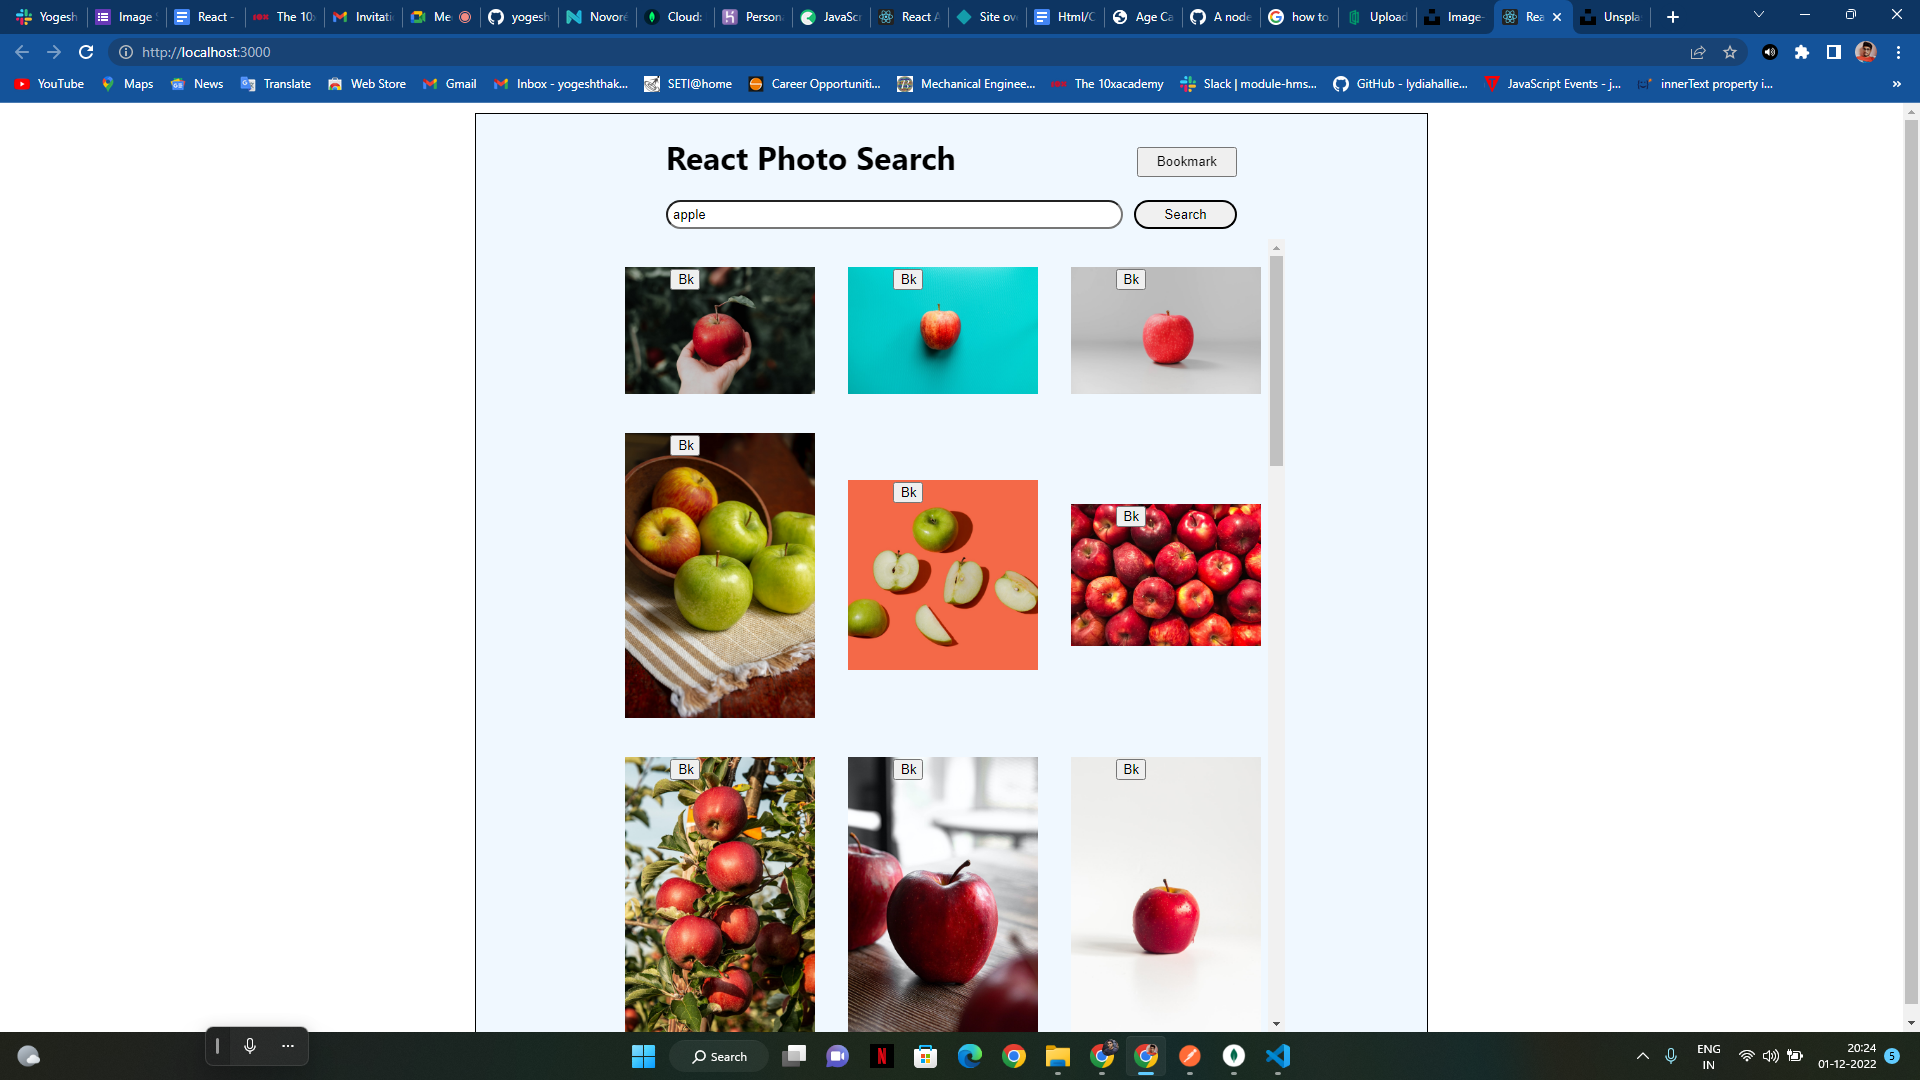 Yogesh
Image S
React -
The 10x
Invitati
Me
yogesh
Novoré
Cloud:
Person
JavaScr
React A
Site ov
Html/C
Age Ca
A node
how to
Upload
Image-
Rea
Unspla
http://localhost:3000
YouTube
Maps
News
Translate
Web Store
Gmail
Inbox - yogeshthak...
SETI@home
Career Opportuniti...
Mechanical Enginee...
The 10xacademy
Slack | module-hms...
GitHub - lydiahallie...
JavaScript Events - j...
innerText property i...
»
React Photo Search
Bookmark
apple
Search
Bk
Bk
Bk
Bk
Bk
Bk
Bk
Bk
Bk
Search
ENG
IN
20:24
01-12-2022
5